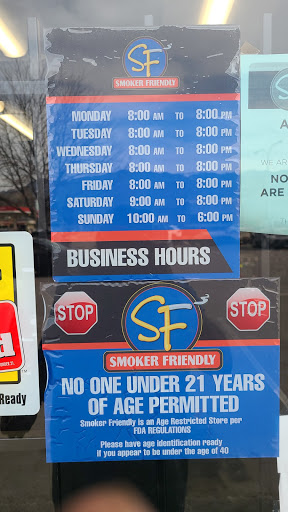 SF
SMOKER FRIENDLY
MONDAY 8:00 AM TO 8:00 PM
TUESDAY 8:00 AM TO 8:00 PM
WEDNESDAY 8:00 AM TO 8:00 PM
THURSDAY 8:00 AM TO 8:00 PM
FRIDAY 8:00 AM TO 8:00 PM
SATURDAY 9:00 AM TO 8:00 PM
SUNDAY 10:00 AM TO 6:00 PM
BUSINESS HOURS
A
WE ARE
NO
ARE
Ready
STOP
SF
STOP
SMOKER FRIENDLY
NO ONE UNDER 21 YEARS
OF AGE PERMITTED
Smoker Friendly is an Age Restricted Store per
FDA REGULATIONS
Please have age identification ready
if you appear to be under the age of 40